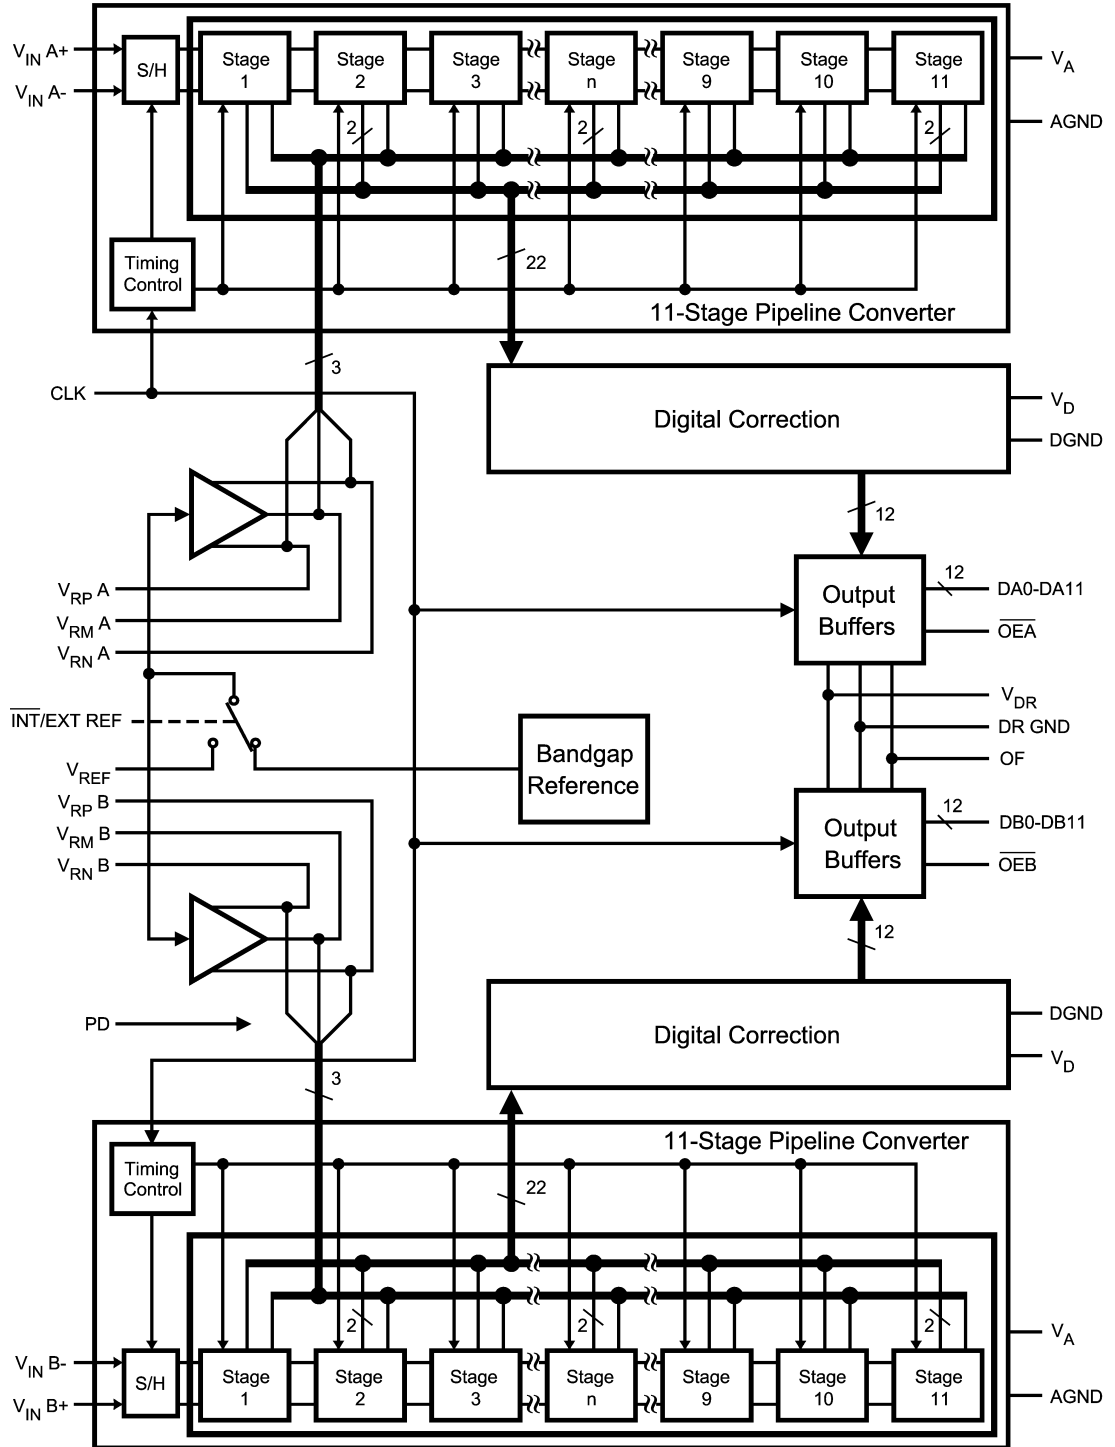 V_IN A+
V_IN A-
S/H
Stage 1
Stage 2
Stage 3
Stage n
Stage 9
Stage 10
Stage 11
V_A
AGND
2
2
2
Timing Control
22
11-Stage Pipeline Converter
3
CLK
Digital Correction
V_D
DGND
12
V_RP A
V_RM A
V_RN A
Output Buffers
12
DA0-DA11
O̅E̅A̅
V_DR
DR GND
OF
I̅N̅T̅/EXT REF
V_REF
Bandgap Reference
V_RP B
V_RM B
V_RN B
Output Buffers
12
DB0-DB11
O̅E̅B̅
12
PD
Digital Correction
DGND
V_D
3
11-Stage Pipeline Converter
Timing Control
22
2
2
2
V_IN B-
V_IN B+
S/H
Stage 1
Stage 2
Stage 3
Stage n
Stage 9
Stage 10
Stage 11
V_A
AGND